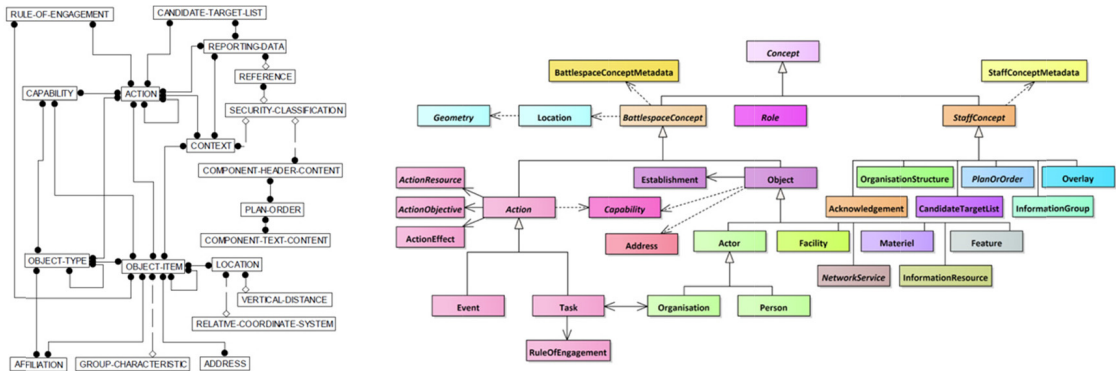 RULE-OF-ENGAGEMENT
CANDIDATE-TARGET-LIST
REPORTING-DATA
REFERENCE
CAPABILITY
ACTION
SECURITY-CLASSIFICATION
CONTEXT
COMPONENT-HEADER-CONTENT
PLAN-ORDER
COMPONENT-TEXT-CONTENT
OBJECT-TYPE
OBJECT-ITEM
LOCATION
VERTICAL-DISTANCE
RELATIVE-COORDINATE-SYSTEM
AFFILIATION
GROUP-CHARACTERISTIC
ADDRESS
Concept
BattlespaceConceptMetadata
StaffConceptMetadata
Geometry
Location
BattlespaceConcept
Role
StaffConcept
ActionResource
Establishment
Object
OrganisationStructure
PlanOrOrder
Overlay
ActionObjective
Action
Capability
Acknowledgement
CandidateTargetList
InformationGroup
ActionEffect
Address
Actor
Facility
Materiel
Feature
NetworkService
InformationResource
Event
Task
Organisation
Person
RuleOfEngagement